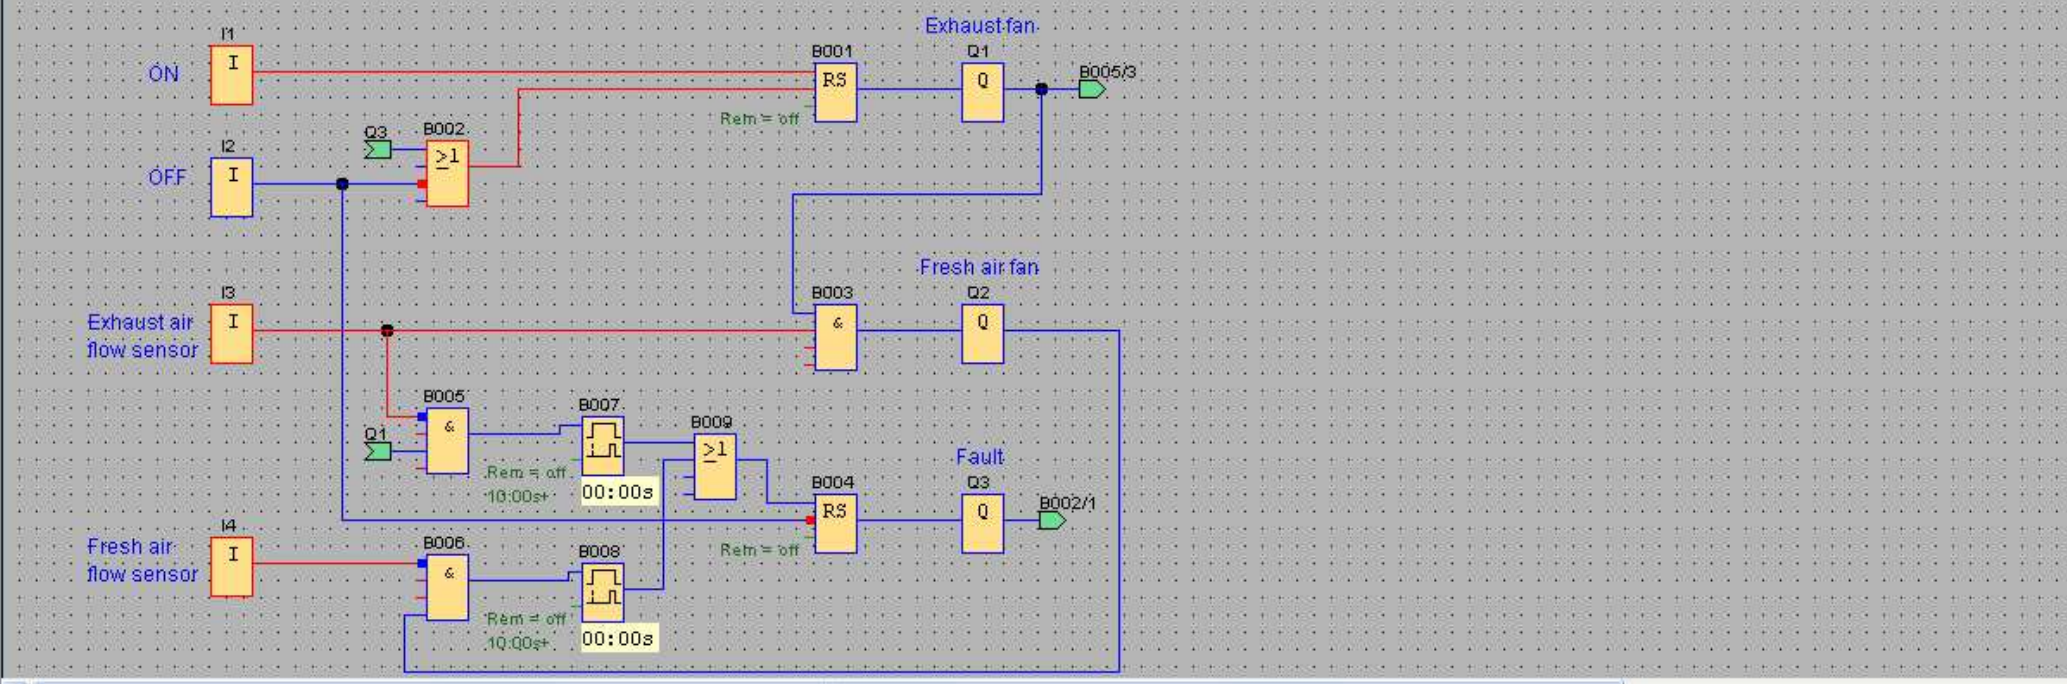 Exhaust fan
I1
B001
Q1
ON
I
RS
Q
B005/3
Rem = off
Q3
B002
I2
>1
OFF
I
Fresh air fan
I3
B003
Q2
Exhaust air
flow sensor
I
&
Q
B005
B007
Q1
&
B009
>1
Rem = off
10:00s+
00:00s
Fault
B004
Q3
RS
Q
B002/1
I4
Fresh air
flow sensor
I
B006
&
B008
Rem = off
Rem = off
10:00s+
00:00s